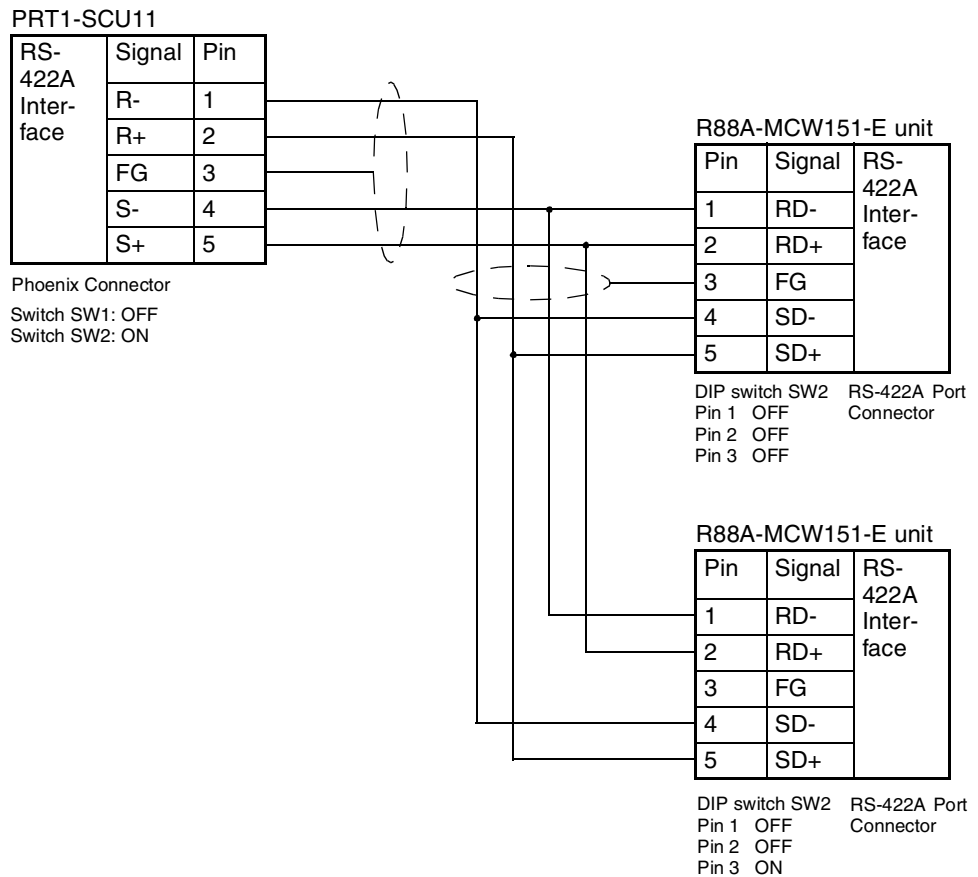 PRT1-SCU11
RS-422A Inter-face Signal Pin
R- 1
R+ 2
FG 3
S- 4
S+ 5
Phoenix Connector
Switch SW1: OFF
Switch SW2: ON
R88A-MCW151-E unit
Pin Signal RS-422A Inter-face
1 RD-
2 RD+
3 FG
4 SD-
5 SD+
DIP switch SW2 RS-422A Port
Pin 1 OFF Connector
Pin 2 OFF
Pin 3 OFF
R88A-MCW151-E unit
Pin Signal RS-422A Inter-face
1 RD-
2 RD+
3 FG
4 SD-
5 SD+
DIP switch SW2 RS-422A Port
Pin 1 OFF Connector
Pin 2 OFF
Pin 3 ON